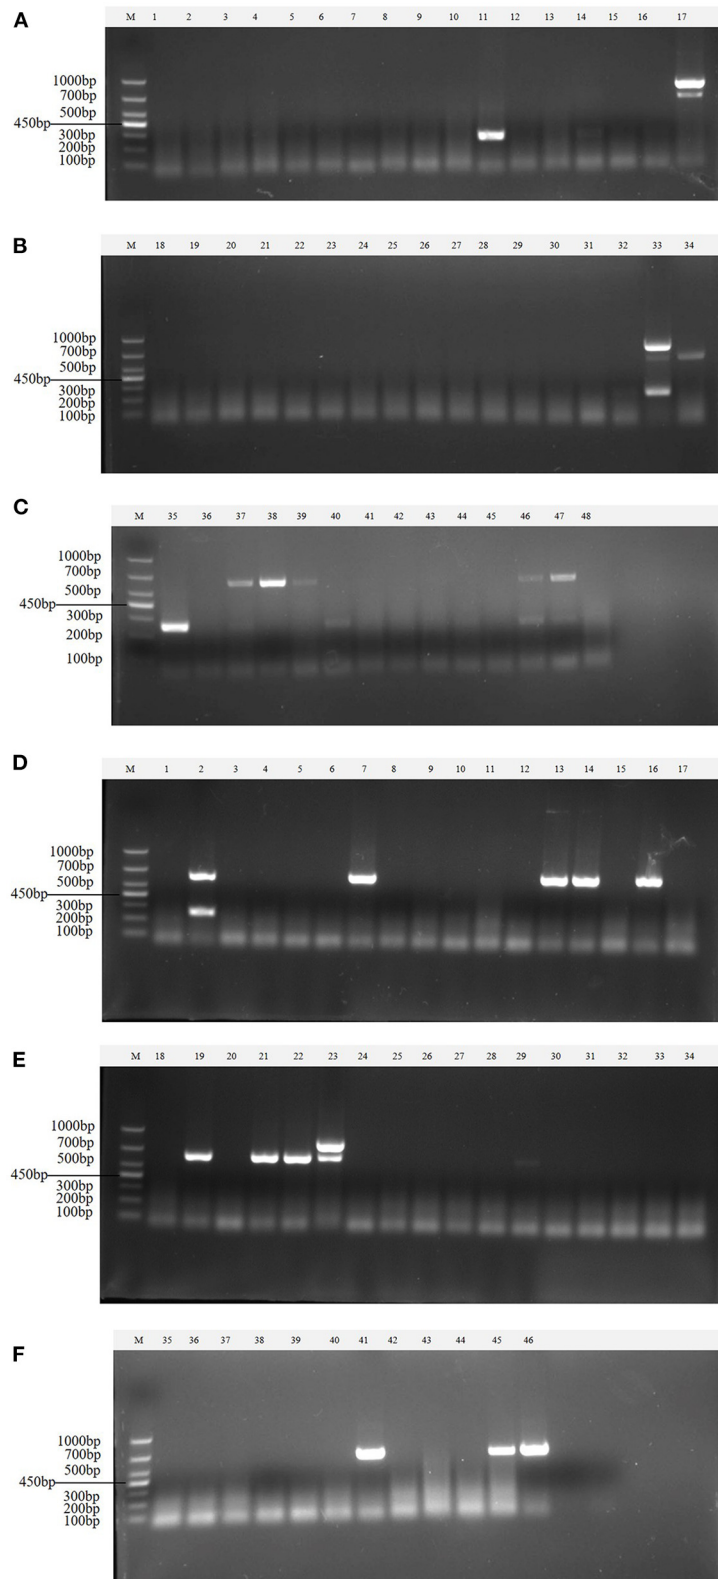 A
M 1 2 3 4 5 6 7 8 9 10 11 12 13 14 15 16 17
1000bp
700bp
500bp
450bp
300bp
200bp
100bp
B
M 18 19 20 21 22 23 24 25 26 27 28 29 30 31 32 33 34
1000bp
700bp
500bp
450bp
300bp
200bp
100bp
C
M 35 36 37 38 39 40 41 42 43 44 45 46 47 48
1000bp
700bp
500bp
450bp
300bp
200bp
100bp
D
M 1 2 3 4 5 6 7 8 9 10 11 12 13 14 15 16 17
1000bp
700bp
500bp
450bp
300bp
200bp
100bp
E
M 18 19 20 21 22 23 24 25 26 27 28 29 30 31 32 33 34
1000bp
700bp
500bp
450bp
300bp
200bp
100bp
F
M 35 36 37 38 39 40 41 42 43 44 45 46
1000bp
700bp
500bp
450bp
300bp
200bp
100bp